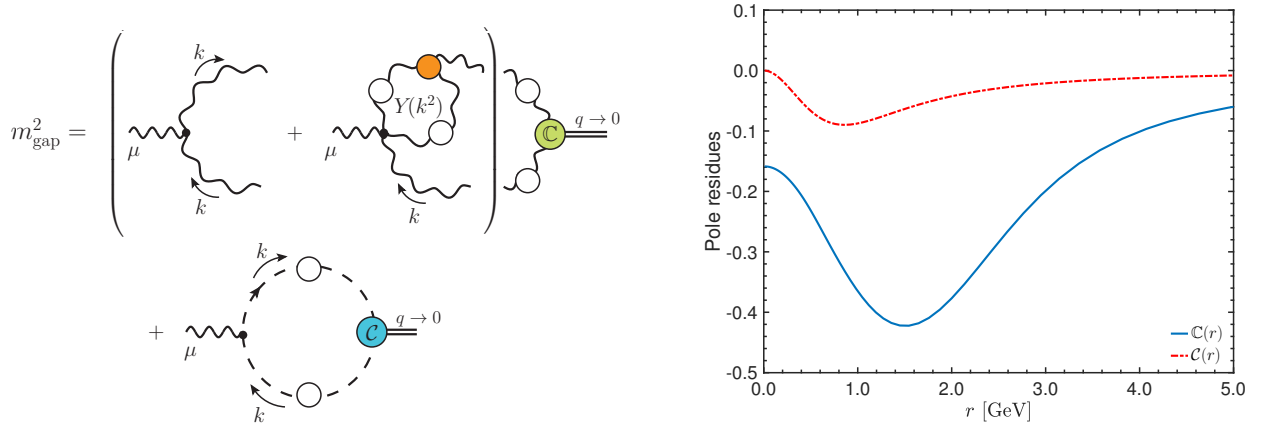 k
k
m²gap =
μ
+
μ
Y(k²)
k
ℂ
q → 0
k
+
μ
k
𝒞
q → 0
k
0.1
0.0
-0.1
-0.2
-0.3
-0.4
-0.5
Pole residues
0.0 1.0 2.0 3.0 4.0 5.0
r [GeV]
ℂ(r)
𝒞(r)